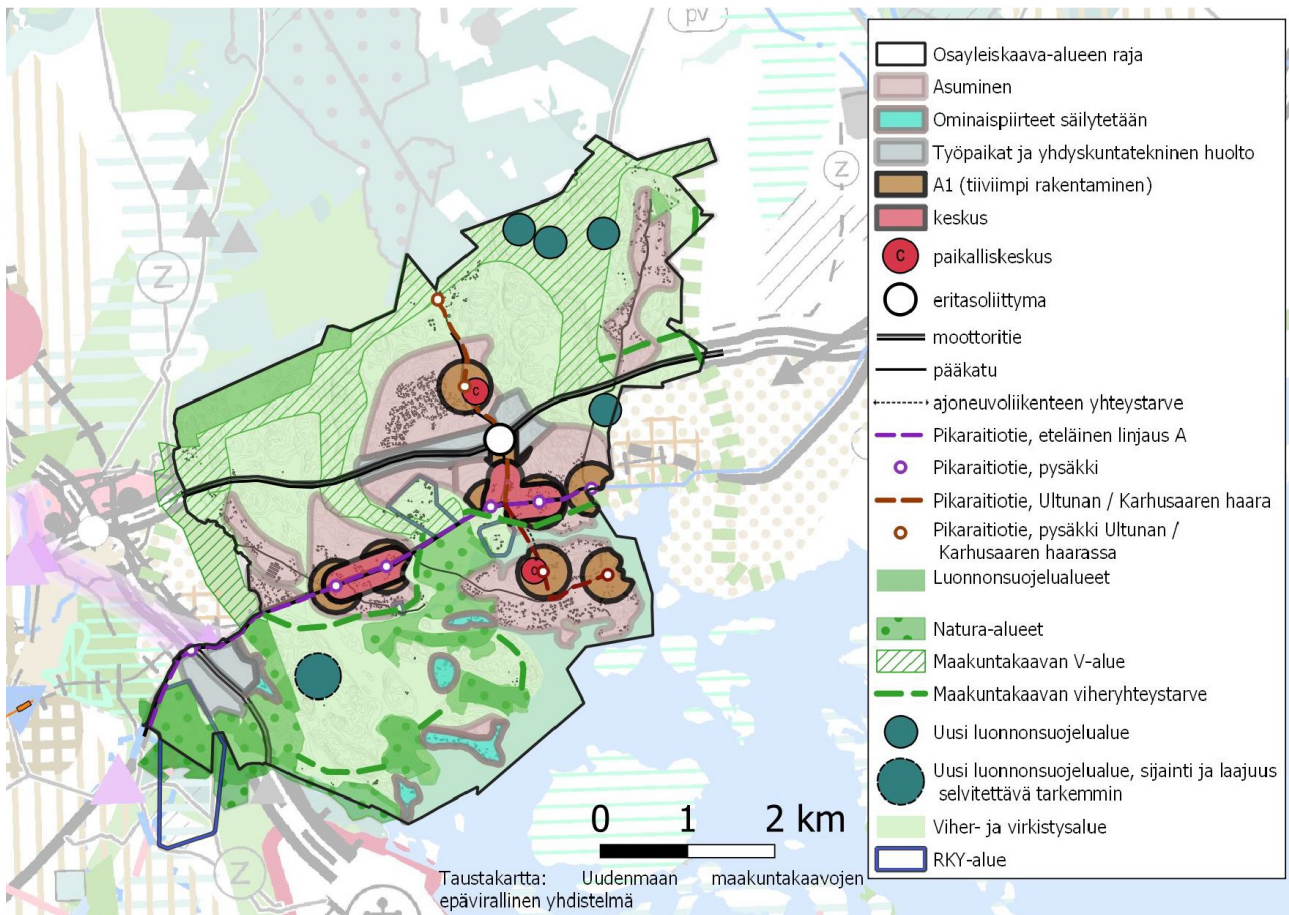 pv
Z
Z
Z
C
C
0 1 2 km
Taustakartta: Uudenmaan maakuntakaavojen
epävirallinen yhdistelmä
Osayleiskaava-alueen raja
Asuminen
Ominaispiirteet säilytetään
Työpaikat ja yhdyskuntatekninen huolto
A1 (tiiviimpi rakentaminen)
keskus
C
paikalliskeskus
eritasoliittyma
moottoritie
pääkatu
ajoneuvoliikenteen yhteystarve
Pikaraitiotie, eteläinen linjaus A
Pikaraitiotie, pysäkki
Pikaraitiotie, Ultunan / Karhusaaren haara
Pikaraitiotie, pysäkki Ultunan /
Karhusaaren haarassa
Luonnonsuojelualueet
Natura-alueet
Maakuntakaavan V-alue
Maakuntakaavan viheryhteystarve
Uusi luonnonsuojelualue
Uusi luonnonsuojelualue, sijainti ja laajuus
selvitettävä tarkemmin
Viher- ja virkistysalue
RKY-alue